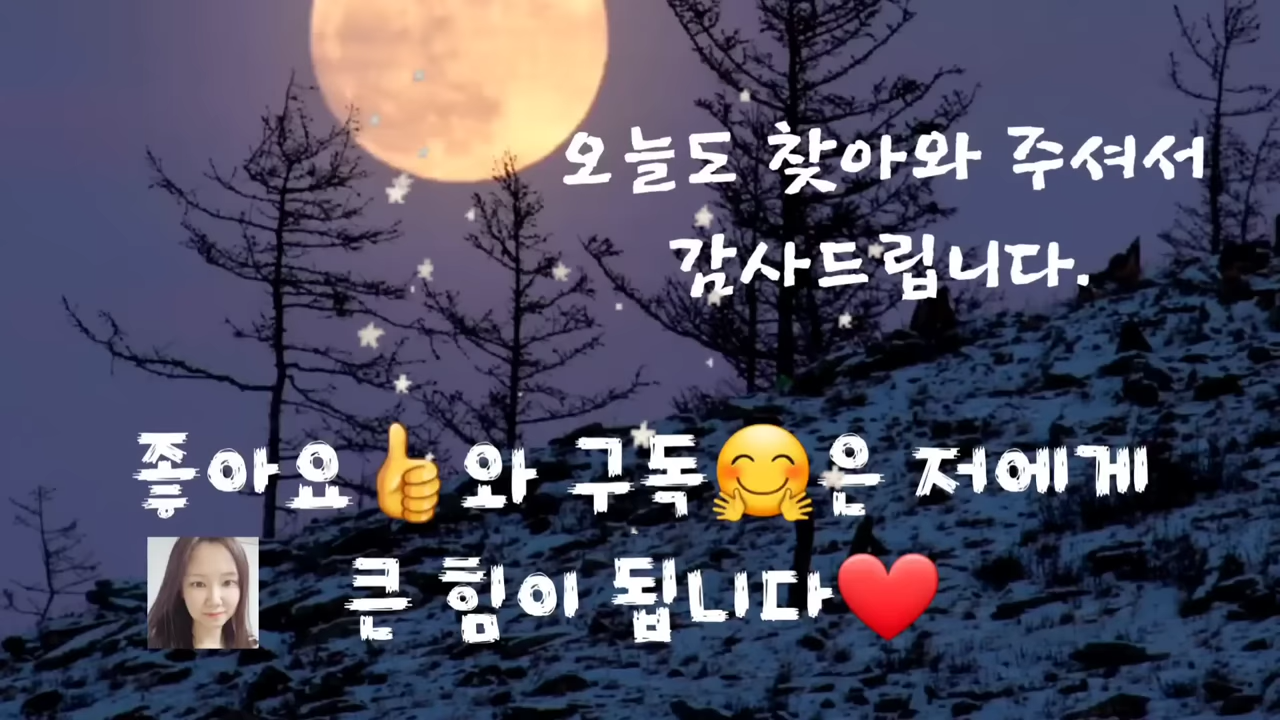 오늘도 찾아와 주셔서
감사드립니다.
좋아요👍와 구독🤗은 저에게
큰 힘이 됩니다❤️